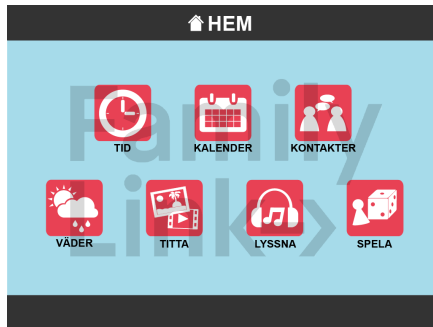 HEM
TID
KALENDER
KONTAKTER
VÄDER
TITTA
LYSSNA
SPELA
Family
Link